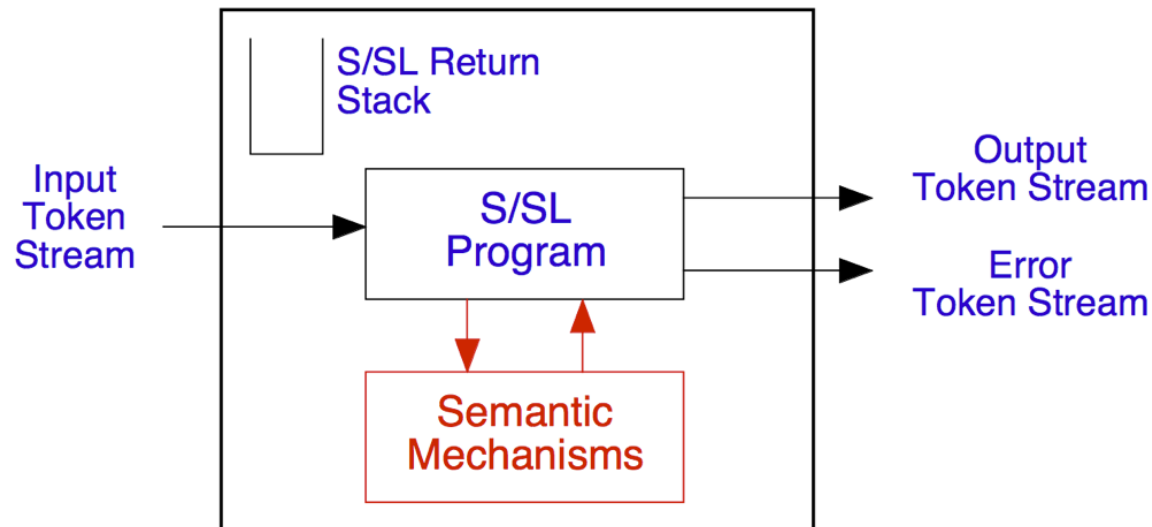 S/SL Return
Stack
Input
Token
Stream
S/SL
Program
Output
Token Stream
Error
Token Stream
Semantic
Mechanisms